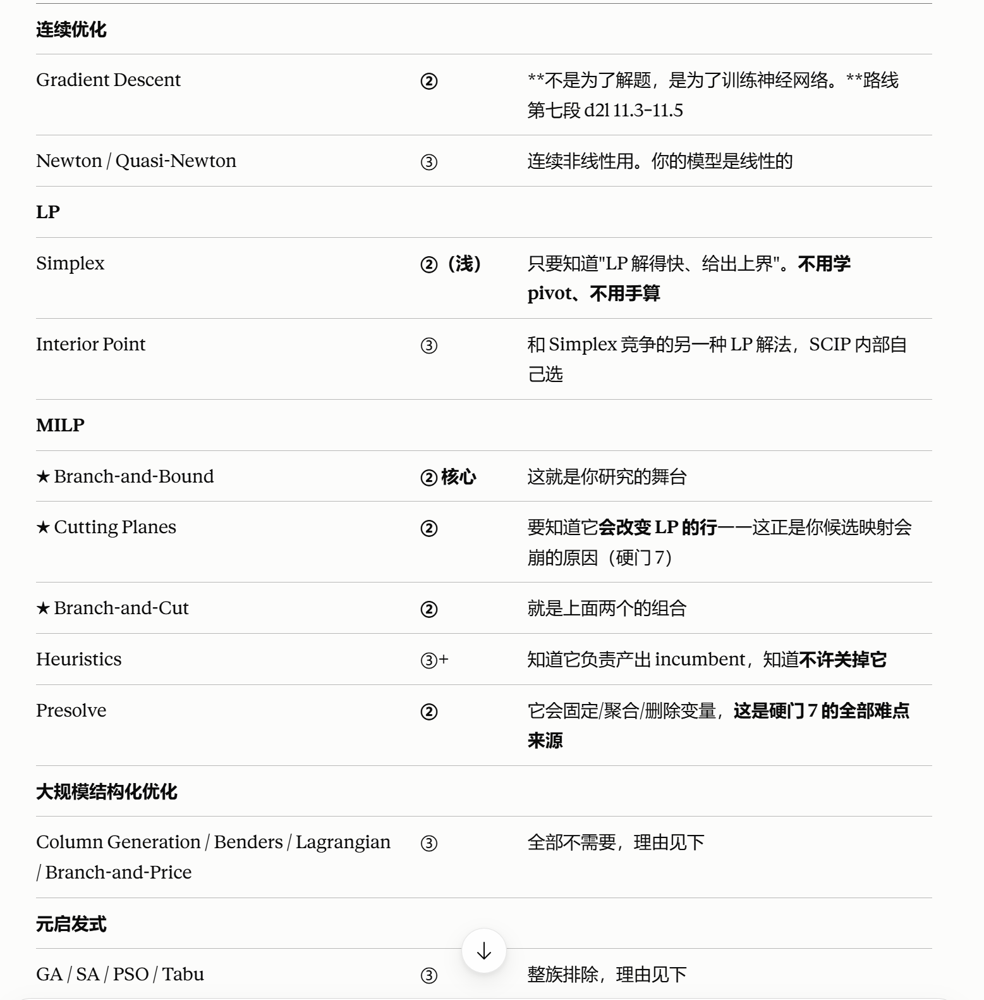 连续优化
Gradient Descent ② **不是为了解题，是为了训练神经网络。**路线
第七段 d2l 11.3–11.5
Newton / Quasi-Newton ③ 连续非线性用。你的模型是线性的
LP
Simplex ②（浅） 只要知道"LP 解得快、给出上界"。不用学
pivot、不用手算
Interior Point ③ 和 Simplex 竞争的另一种 LP 解法，SCIP 内部自
己选
MILP
★ Branch-and-Bound ② 核心 这就是你研究的舞台
★ Cutting Planes ② 要知道它会改变 LP 的行——这正是你候选映射会
崩的原因（硬门 7）
★ Branch-and-Cut ② 就是上面两个的组合
Heuristics ③+ 知道它负责产出 incumbent，知道不许关掉它
Presolve ② 它会固定/聚合/删除变量，这是硬门 7 的全部难点
来源
大规模结构化优化
Column Generation / Benders / Lagrangian ③ 全部不需要，理由见下
/ Branch-and-Price
元启发式
GA / SA / PSO / Tabu ③ 整族排除，理由见下